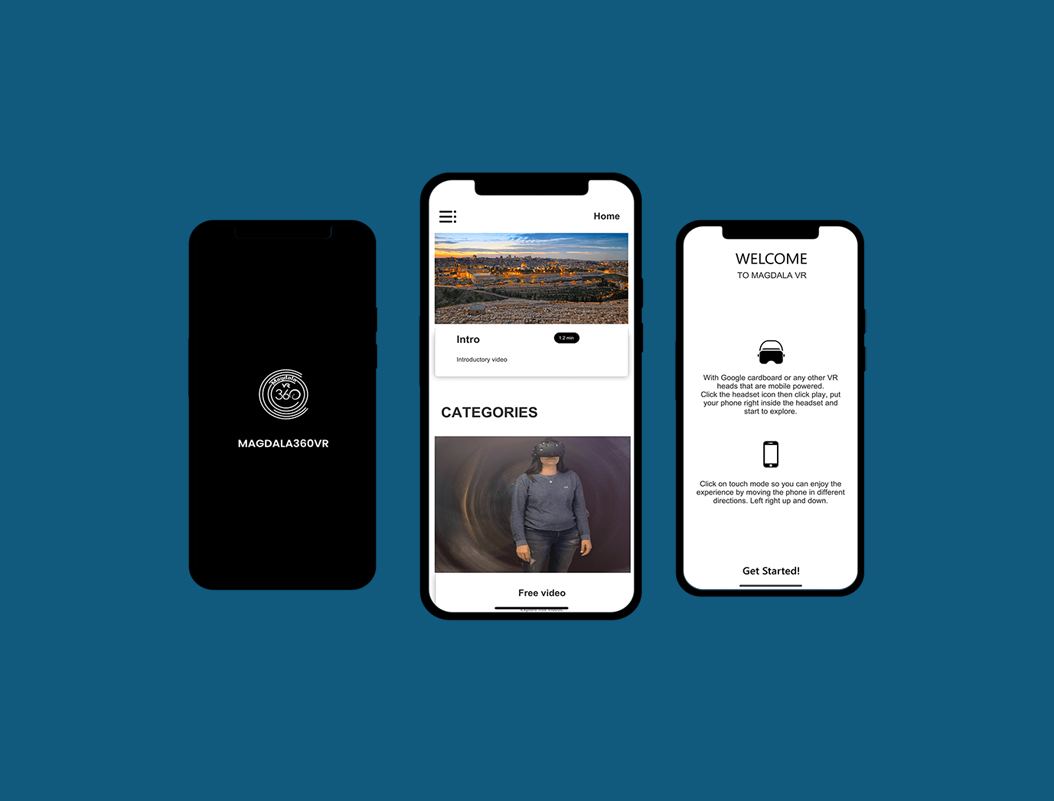 Magdala
VR
360
MAGDALA360VR
Home
Intro
1:2 min
Introductory video
CATEGORIES
Free video
WELCOME
TO MAGDALA VR
With Google cardboard or any other VR
heads that are mobile powered.
Click the headset icon then click play, put
your phone right inside the headset and
start to explore.
Click on touch mode so you can enjoy the
experience by moving the phone in different
directions. Left right up and down.
Get Started!